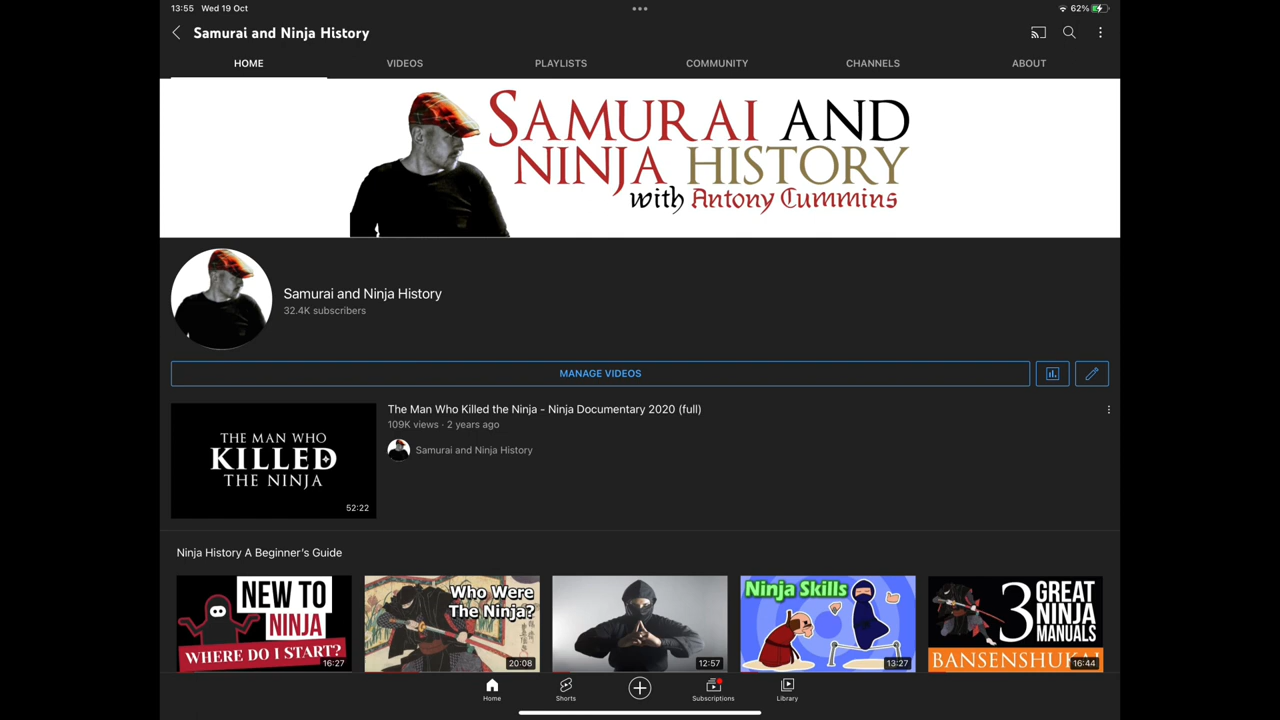 13:55 Wed 19 Oct
62%
Samurai and Ninja History
HOME VIDEOS PLAYLISTS COMMUNITY CHANNELS ABOUT
SAMURAI AND
NINJA HISTORY
with Antony Cummins
Samurai and Ninja History
32.4K subscribers
MANAGE VIDEOS
The Man Who Killed the Ninja - Ninja Documentary 2020 (full)
109K views · 2 years ago
Samurai and Ninja History
THE MAN WHO
KILLED
THE NINJA
52:22
Ninja History A Beginner's Guide
NEW TO
NINJA
WHERE DO I START?
16:27
Who Were
The Ninja?
20:08
12:57
Ninja Skills
13:27
3 GREAT
NINJA
MANUALS
BANSENSHUKAI
16:44
Home Shorts Subscriptions Library